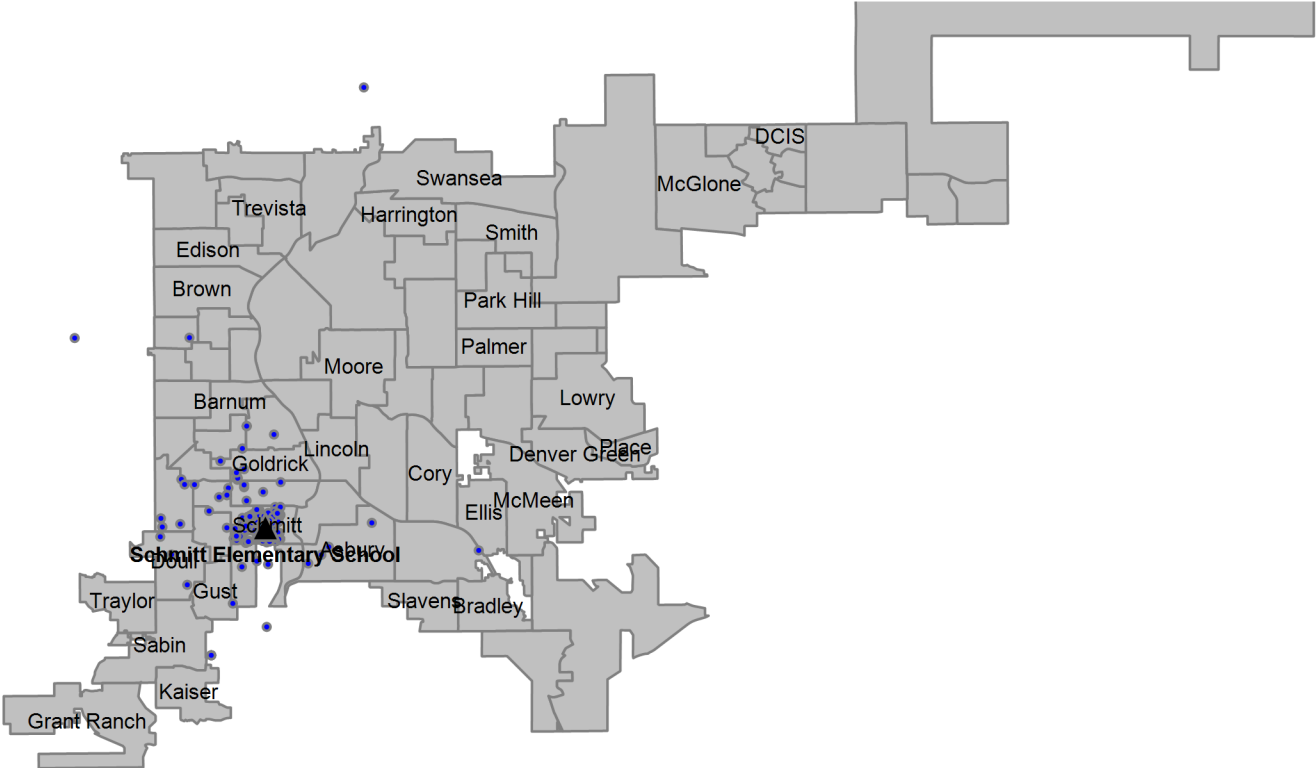 DCIS
Swansea
McGlone
Trevista
Harrington
Smith
Edison
Brown
Park Hill
Palmer
Moore
Lowry
Barnum
Lincoln
Place
Denver Green
Goldrick
Cory
McMeen
Ellis
Schmitt
Asbury
Schmitt Elementary School
Doull
Gust
Traylor
Slavens
Bradley
Sabin
Kaiser
Grant Ranch